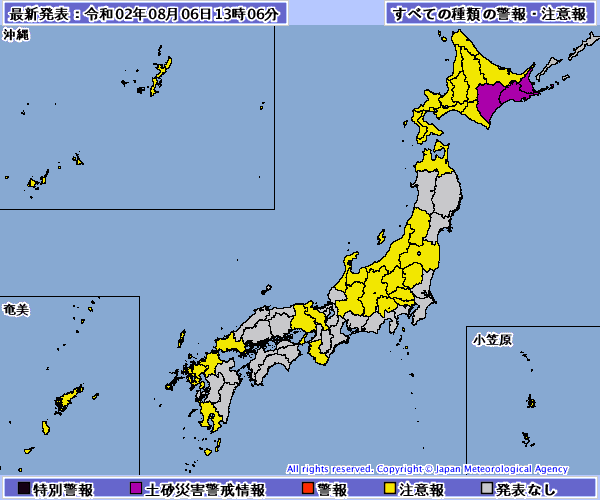 最新発表：令和02年08月06日13時06分
すべての種類の警報・注意報
沖縄
奄美
小笠原
All rights reserved. Copyright © Japan Meteorological Agency
特別警報 土砂災害警戒情報 警報 注意報 発表なし